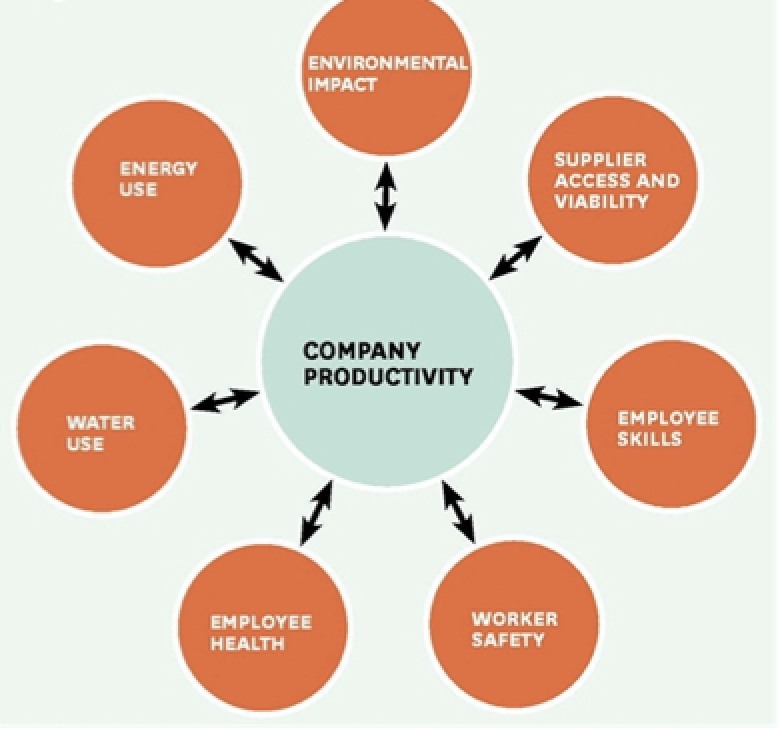 ENVIRONMENTAL
IMPACT
ENERGY
USE
SUPPLIER
ACCESS AND
VIABILITY
COMPANY
PRODUCTIVITY
WATER
USE
EMPLOYEE
SKILLS
EMPLOYEE
HEALTH
WORKER
SAFETY